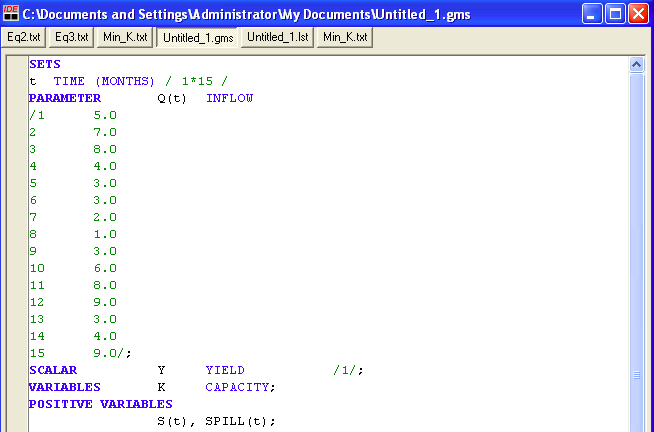 IDE C:\Documents and Settings\Administrator\My Documents\Untitled_1.gms
Eq2.txt Eq3.txt Min_K.txt Untitled_1.gms Untitled_1.lst Min_K.txt
SETS
t TIME (MONTHS) / 1*15 /
PARAMETER Q(t) INFLOW
/1 5.0
2 7.0
3 8.0
4 4.0
5 3.0
6 3.0
7 2.0
8 1.0
9 3.0
10 6.0
11 8.0
12 9.0
13 3.0
14 4.0
15 9.0/;
SCALAR Y YIELD /1/;
VARIABLES K CAPACITY;
POSITIVE VARIABLES
S(t), SPILL(t);